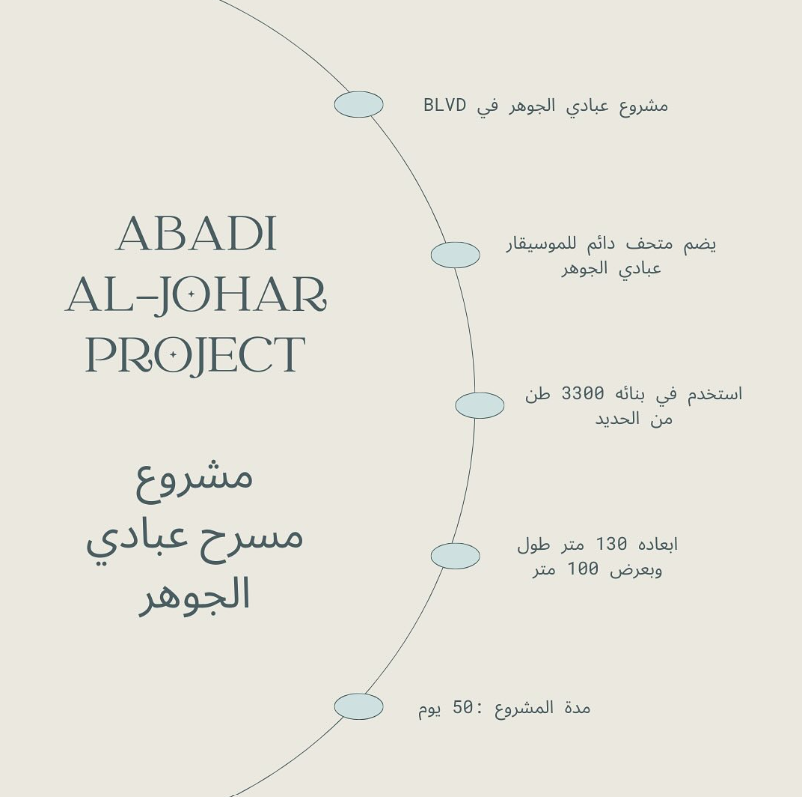 ABADI
AL-JOHAR
PROJECT
مشروع
مسرح عبادي
الجوهر
مشروع عبادي الجوهر في BLVD
يضم متحف دائم للموسيقار
عبادي الجوهر
استخدم في بنائه 3300 طن
من الحديد
ابعاده 130 متر طول
وبعرض 100 متر
مدة المشروع :50 يوم